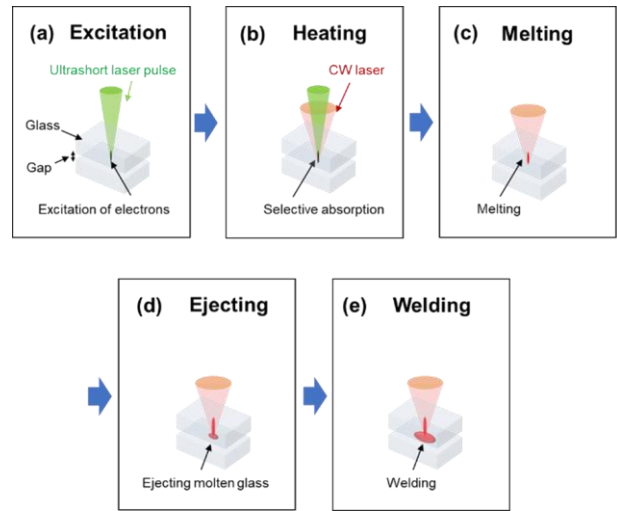 (a) Excitation
Ultrashort laser pulse
Glass
Gap
Excitation of electrons
(b) Heating
CW laser
Selective absorption
(c) Melting
Melting
(d) Ejecting
Ejecting molten glass
(e) Welding
Welding